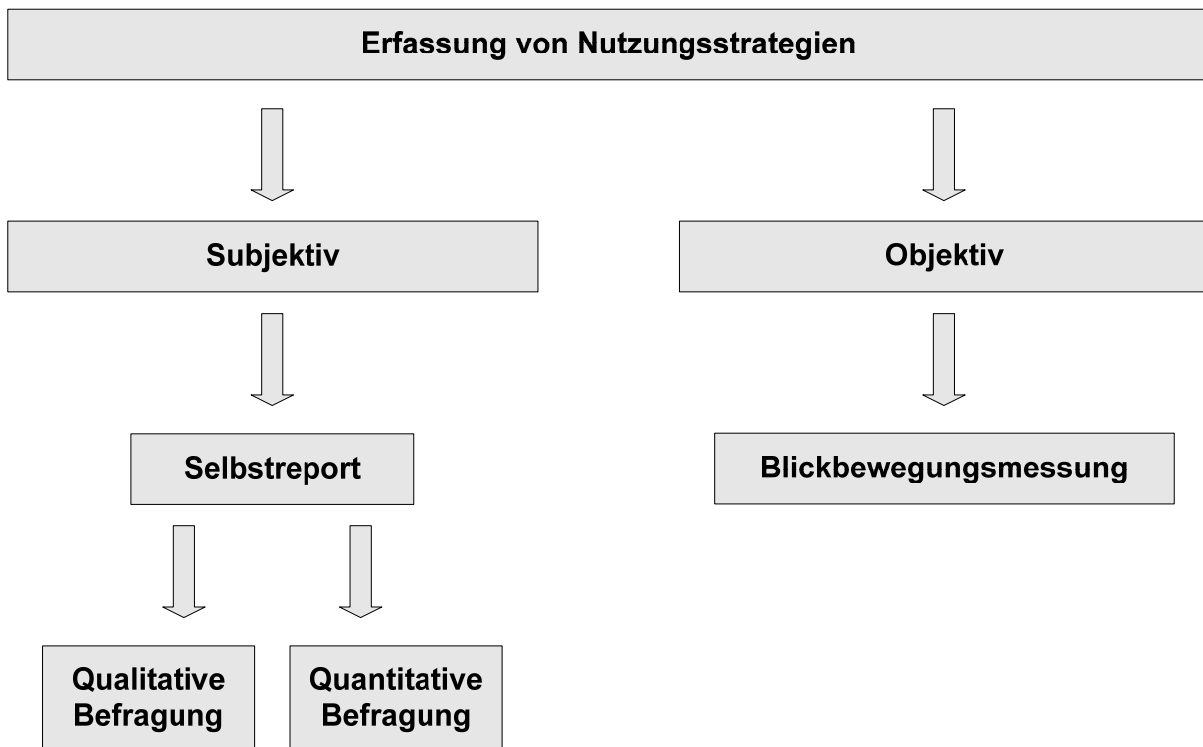 Erfassung von Nutzungsstrategien
Subjektiv
Objektiv
Selbstreport
Blickbewegungsmessung
Qualitative
Befragung
Quantitative
Befragung